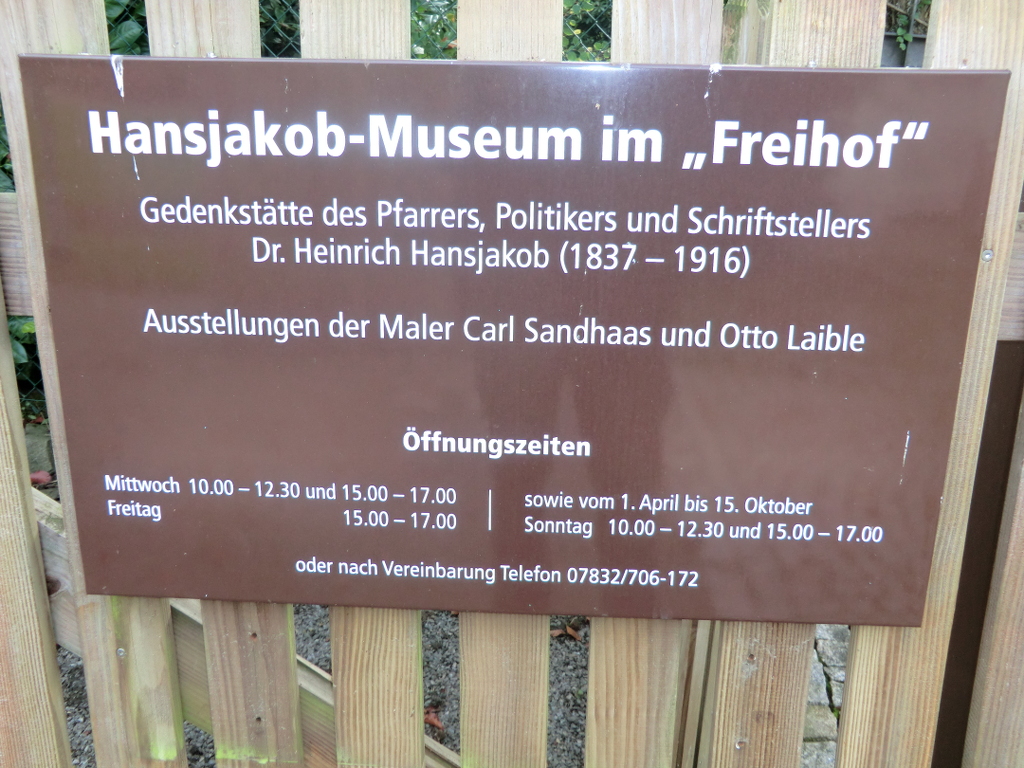 Hansjakob-Museum im „Freihof“
Gedenkstätte des Pfarrers, Politikers und Schriftstellers
Dr. Heinrich Hansjakob (1837 – 1916)
Ausstellungen der Maler Carl Sandhaas und Otto Laible
Öffnungszeiten
Mittwoch 10.00 – 12.30 und 15.00 – 17.00
Freitag 15.00 – 17.00
sowie vom 1. April bis 15. Oktober
Sonntag 10.00 – 12.30 und 15.00 – 17.00
oder nach Vereinbarung Telefon 07832/706-172